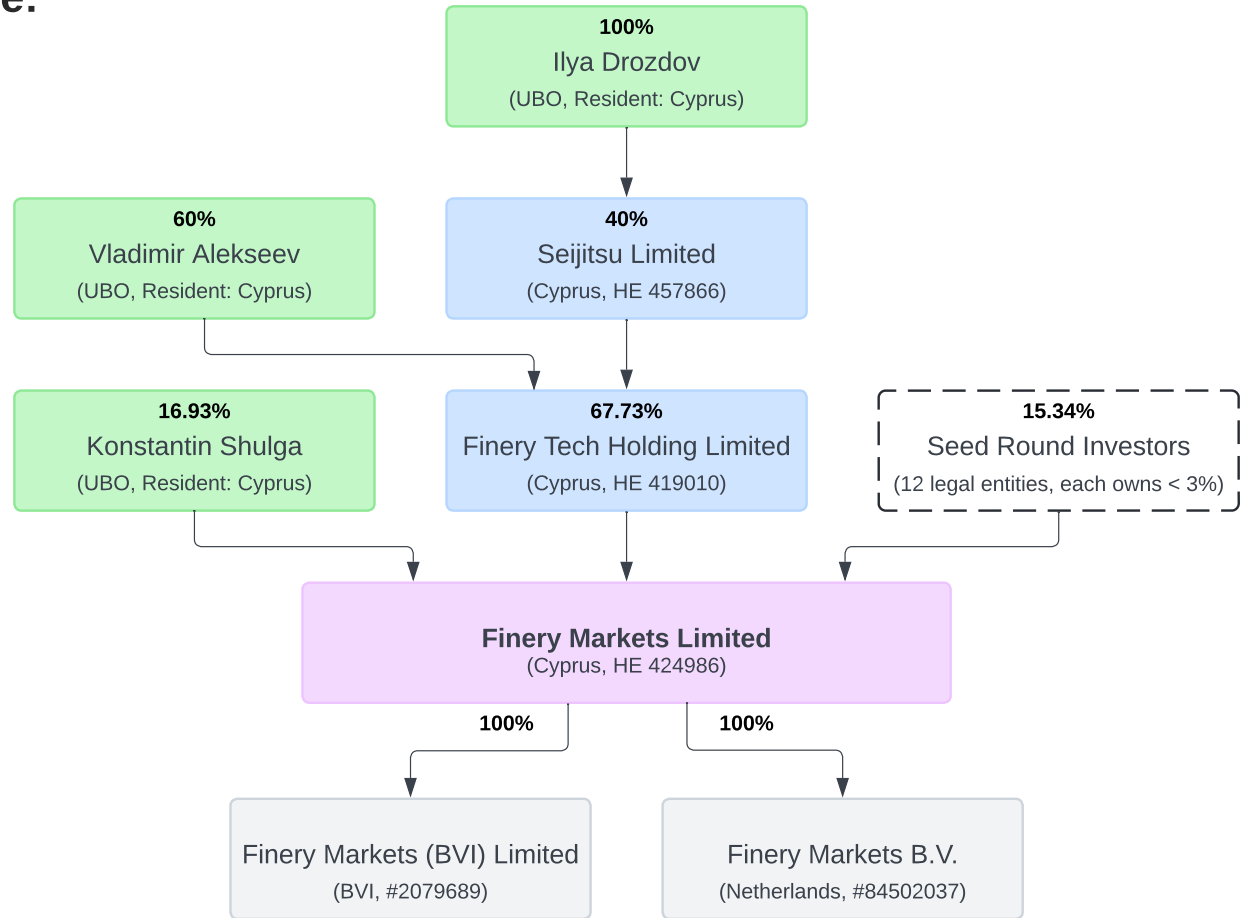 e:
100%
Ilya Drozdov
(UBO, Resident: Cyprus)
60%
Vladimir Alekseev
(UBO, Resident: Cyprus)
40%
Seijitsu Limited
(Cyprus, HE 457866)
16.93%
Konstantin Shulga
(UBO, Resident: Cyprus)
67.73%
Finery Tech Holding Limited
(Cyprus, HE 419010)
15.34%
Seed Round Investors
(12 legal entities, each owns < 3%)
Finery Markets Limited
(Cyprus, HE 424986)
100%
100%
Finery Markets (BVI) Limited
(BVI, #2079689)
Finery Markets B.V.
(Netherlands, #84502037)